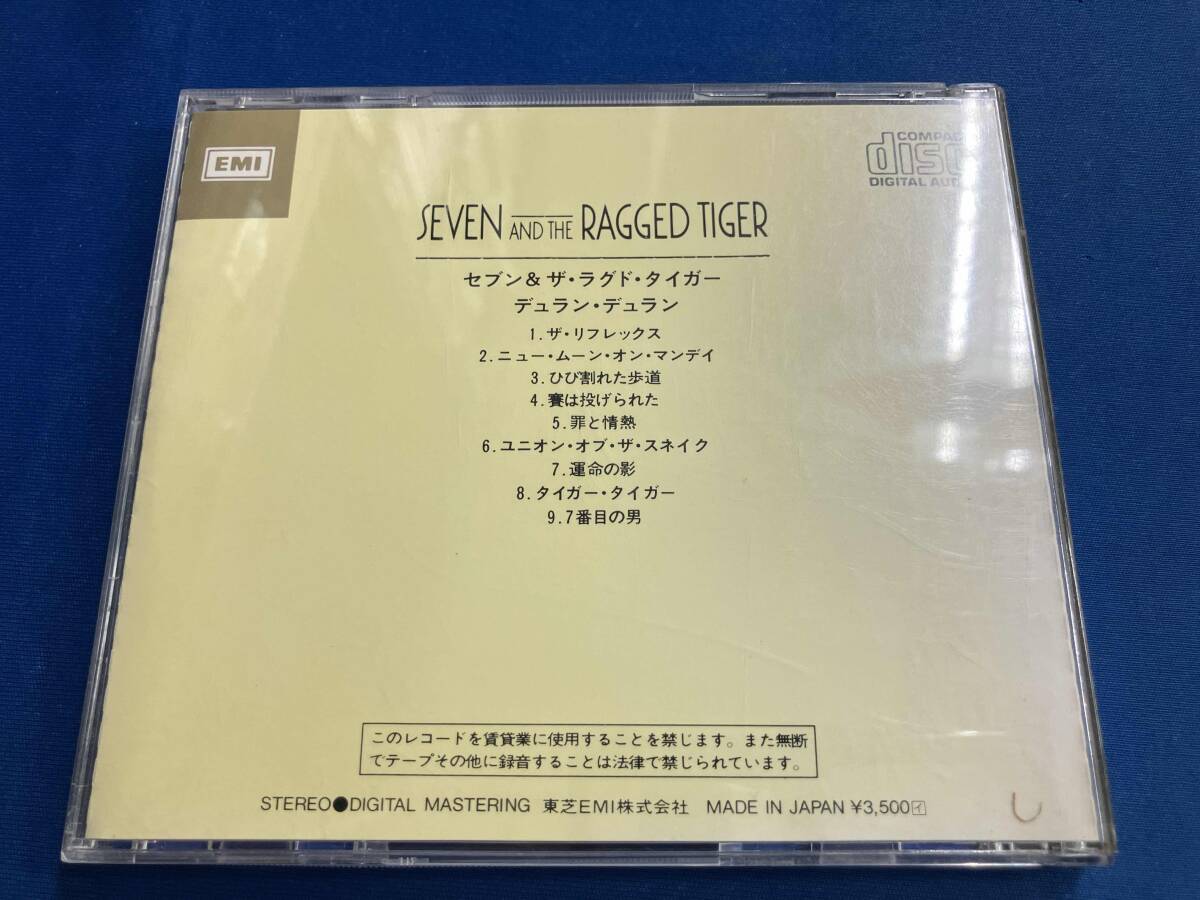 EMI
COMPAC
disc
DIGITAL AUD
SEVEN AND THE RAGGED TIGER
セブン&ザ・ラグド・タイガー
デュラン・デュラン
1.ザ・リフレックス
2.ニュー・ムーン・オン・マンデイ
3.ひび割れた歩道
4.賽は投げられた
5.罪と情熱
6.ユニオン・オブ・ザ・スネイク
7.運命の影
8.タイガー・タイガー
9.7番目の男
このレコードを賃貸業に使用することを禁じます。また無断
でテープその他に録音することは法律で禁じられています。
STEREO●DIGITAL MASTERING 東芝EMI株式会社 MADE IN JAPAN ¥3,500イ